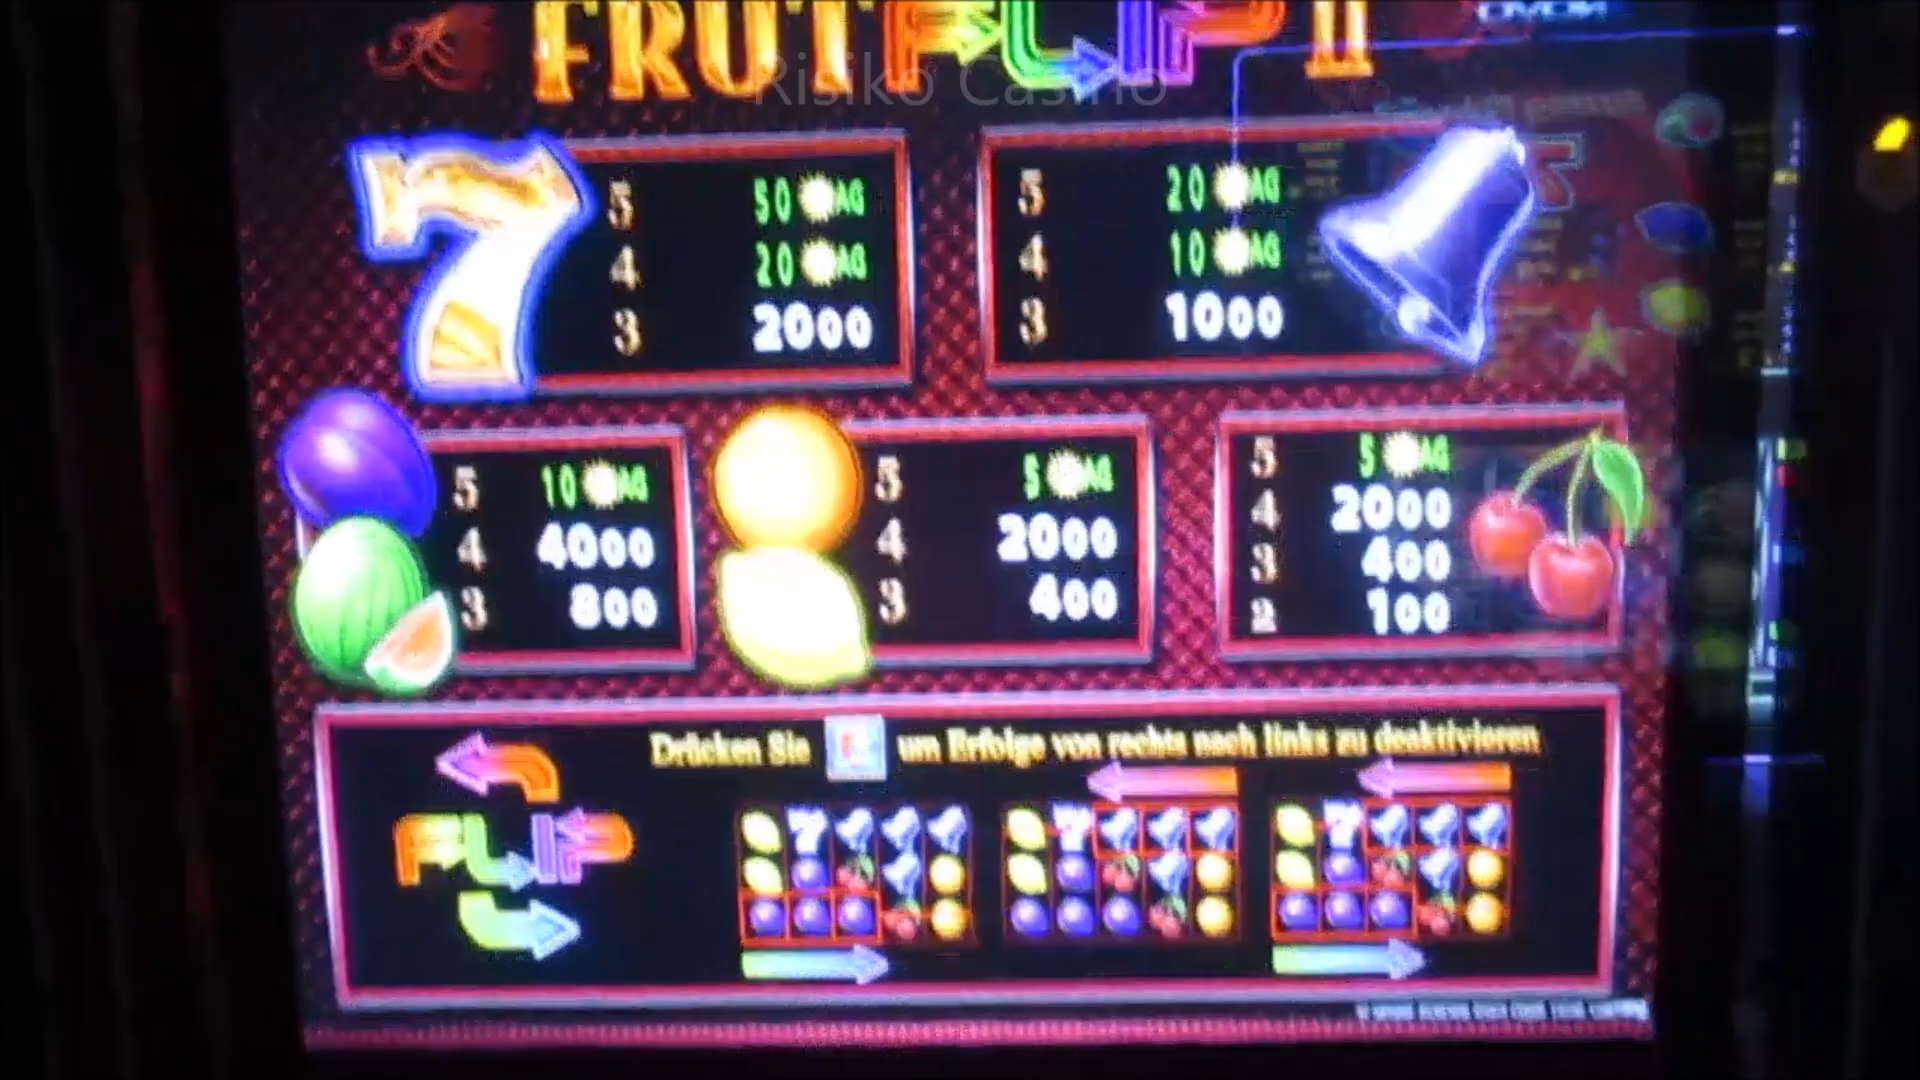 FRUIT FLIP II
Risiko Casino
5 50 AG
4 20 AG
3 2000
5 20 AG
4 10 AG
3 1000
5 10 AG
4 4000
3 800
5 5 AG
4 2000
3 400
5 5 AG
4 2000
3 400
2 100
Drücken Sie um Erfolge von rechts nach links zu deaktivieren
FLIP